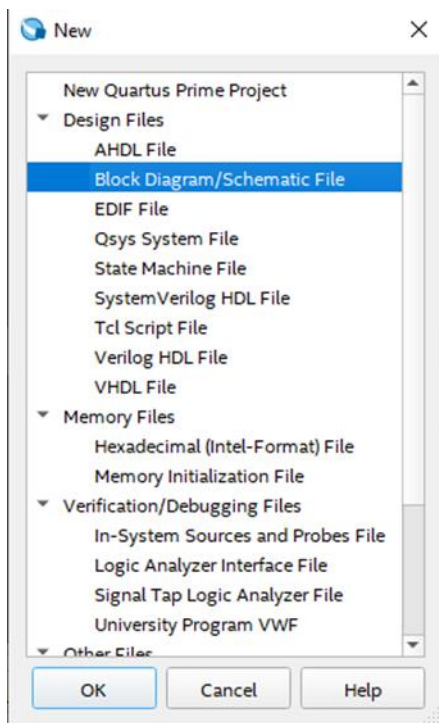 New
New Quartus Prime Project
Design Files
AHDL File
Block Diagram/Schematic File
EDIF File
Qsys System File
State Machine File
SystemVerilog HDL File
Tcl Script File
Verilog HDL File
VHDL File
Memory Files
Hexadecimal (Intel-Format) File
Memory Initialization File
Verification/Debugging Files
In-System Sources and Probes File
Logic Analyzer Interface File
Signal Tap Logic Analyzer File
University Program VWF
Other Files
OK Cancel Help